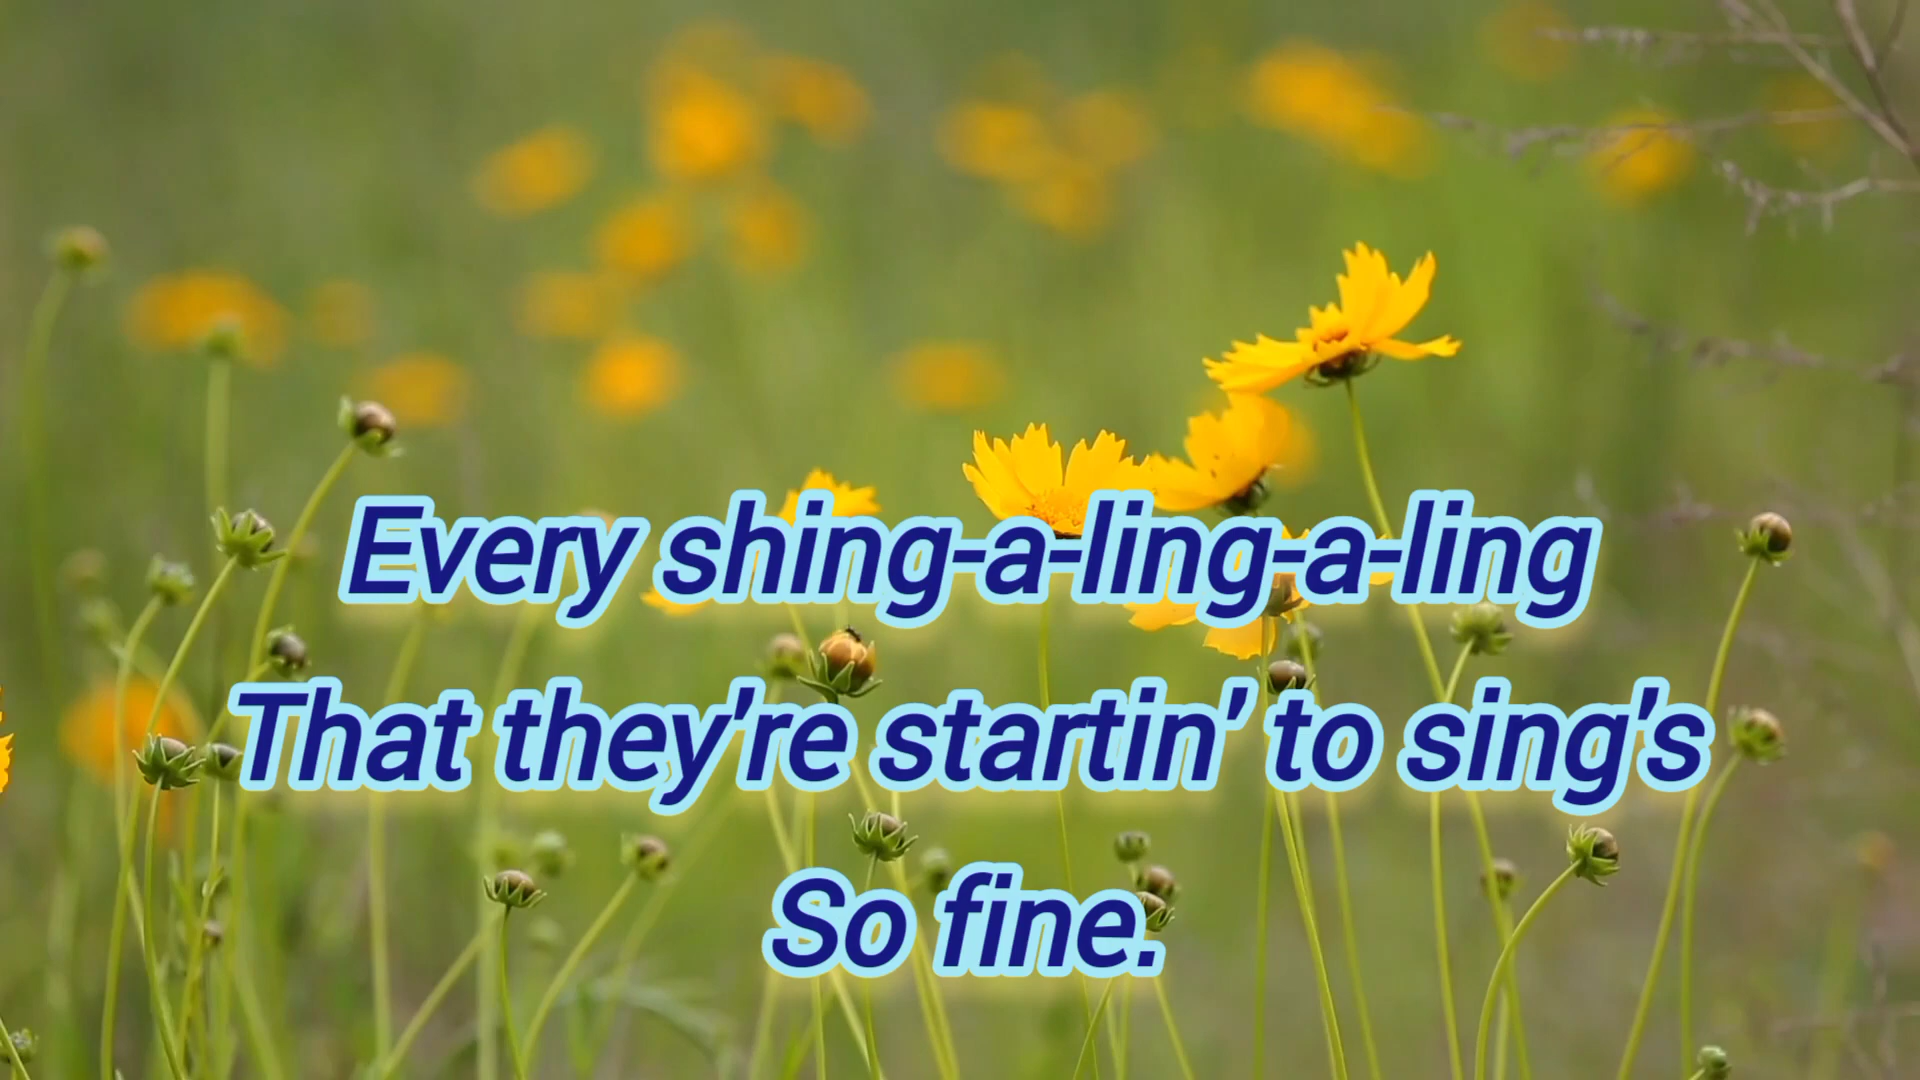 Every shing-a-ling-a-ling
That they're startin' to sing's
So fine.